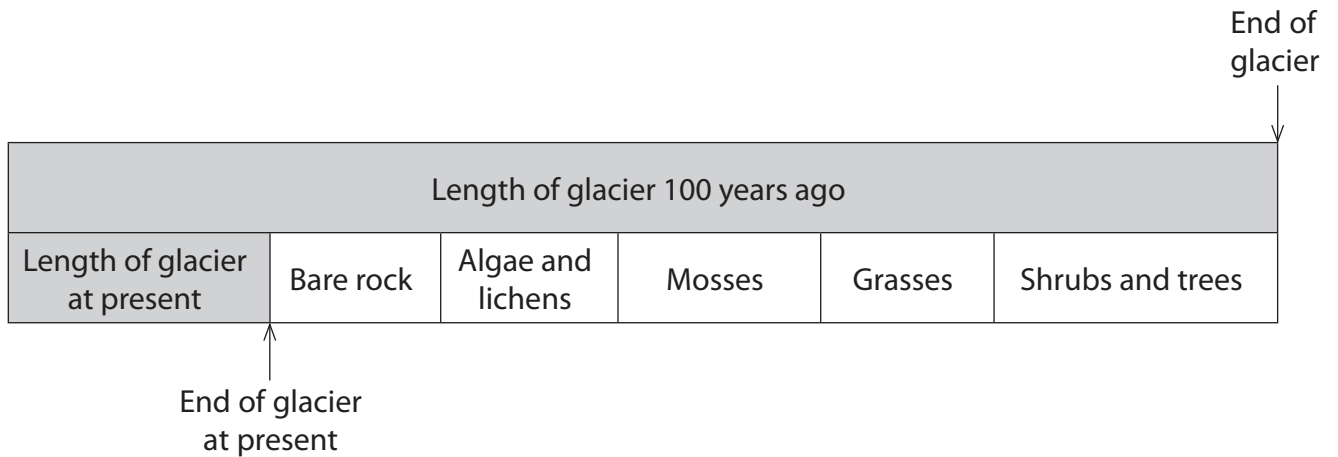 End of
glacier
Length of glacier 100 years ago
Length of glacier
at present
Bare rock
Algae and
lichens
Mosses
Grasses
Shrubs and trees
End of glacier
at present